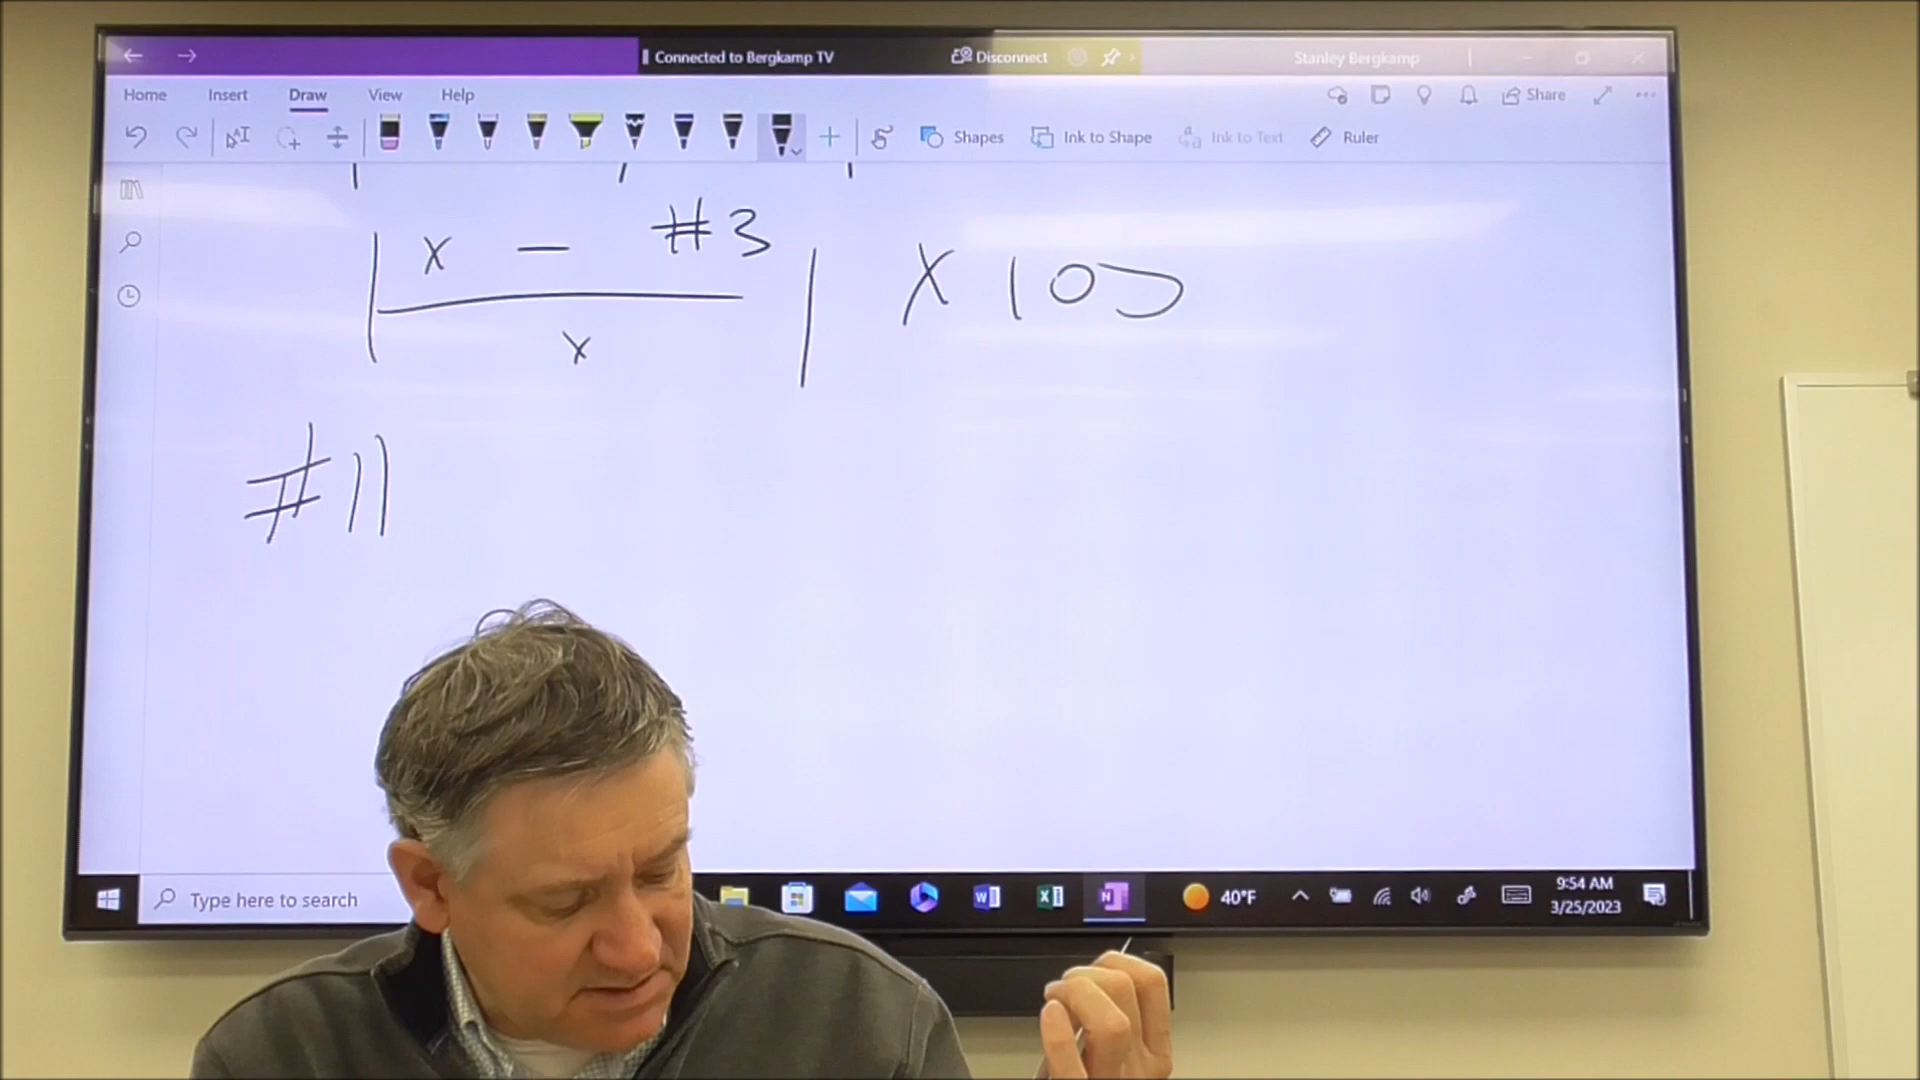 Connected to Bergkamp TV Disconnect Stanley Bergkamp
Home Insert Draw View Help Share
Shapes Ink to Shape Ink to Text Ruler
x - #3
x
x 100
#11
Type here to search
40°F
9:54 AM
3/25/2023